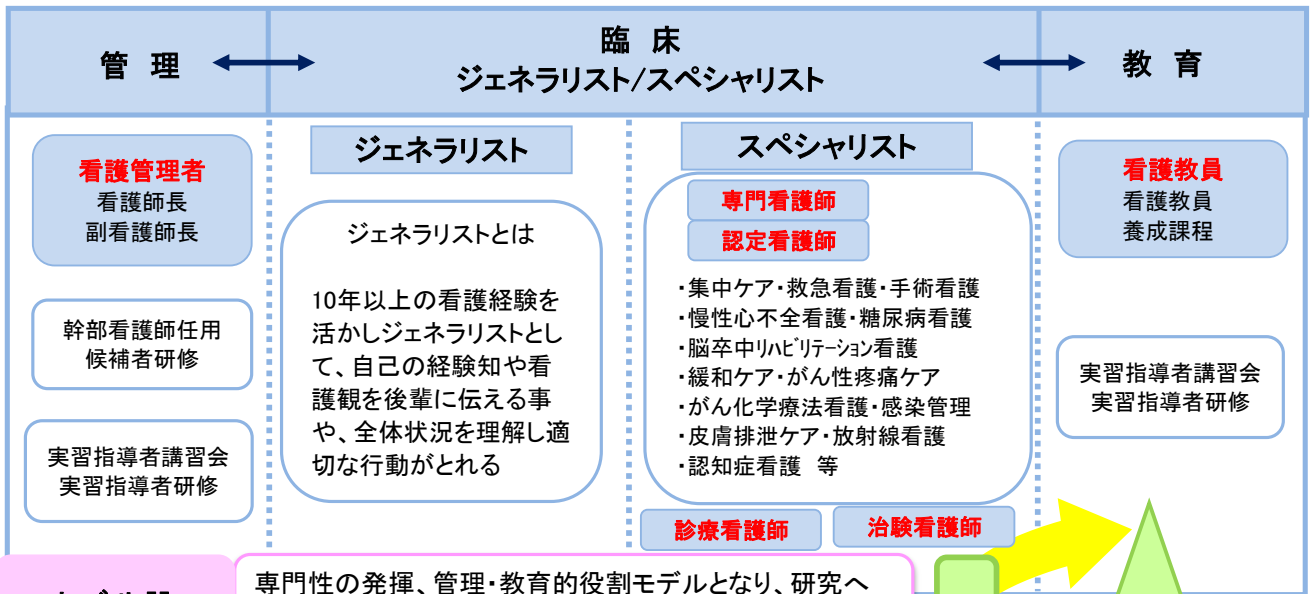 管 理
臨 床
ジェネラリスト/スペシャリスト
教 育
看護管理者
看護師長
副看護師長
幹部看護師任用
候補者研修
実習指導者講習会
実習指導者研修
ジェネラリスト
ジェネラリストとは
10年以上の看護経験を
活かしジェネラリストとし
て、自己の経験知や看
護観を後輩に伝える事
や、全体状況を理解し適
切な行動がとれる
スペシャリスト
専門看護師
認定看護師
・集中ケア・救急看護・手術看護
・慢性心不全看護・糖尿病看護
・脳卒中ﾘﾊﾋﾞﾘﾃｰｼｮﾝ看護
・緩和ケア・がん性疼痛ケア
・がん化学療法看護・感染管理
・皮膚排泄ケア・放射線看護
・認知症看護 等
診療看護師
治験看護師
看護教員
看護教員
養成課程
実習指導者講習会
実習指導者研修
専門性の発揮、管理・教育的役割モデルとなり、研究へ